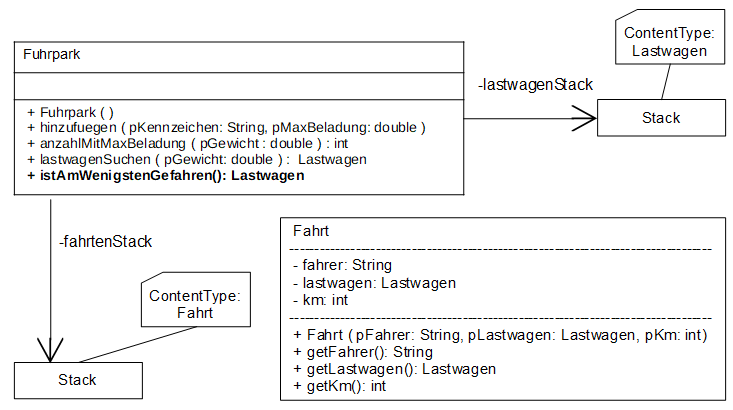 Fuhrpark
+ Fuhrpark ( )
+ hinzufuegen ( pKennzeichen: String, pMaxBeladung: double )
+ anzahlMitMaxBeladung ( pGewicht : double ) : int
+ lastwagenSuchen ( pGewicht: double ) : Lastwagen
+ istAmWenigstenGefahren(): Lastwagen
-lastwagenStack
ContentType:
Lastwagen
Stack
-fahrtenStack
ContentType:
Fahrt
Stack
Fahrt
- fahrer: String
- lastwagen: Lastwagen
- km: int
+ Fahrt ( pFahrer: String, pLastwagen: Lastwagen, pKm: int)
+ getFahrer(): String
+ getLastwagen(): Lastwagen
+ getKm(): int